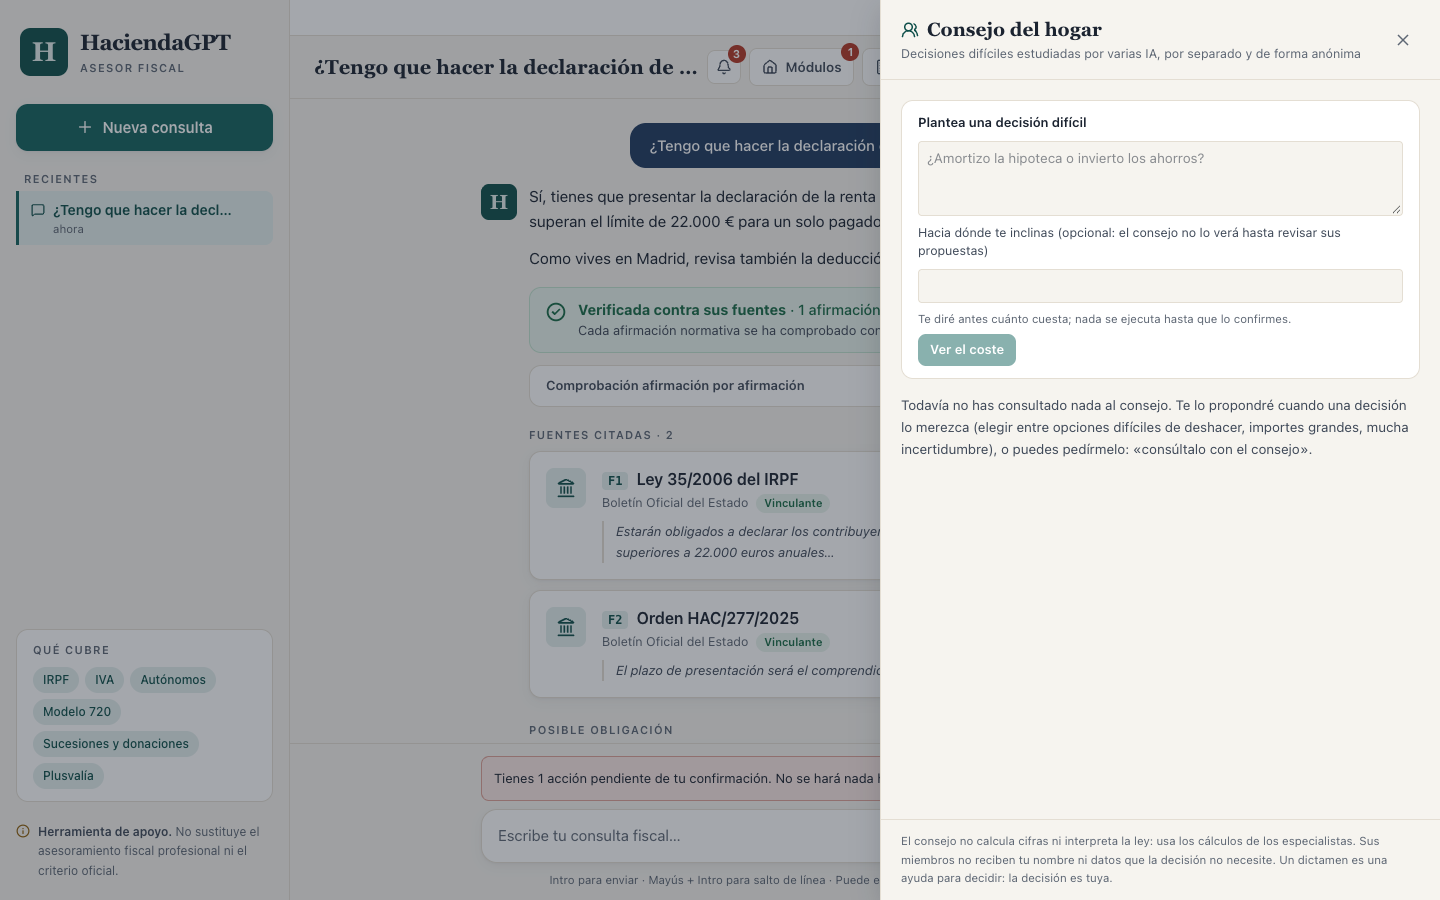 H
HaciendaGPT
ASESOR FISCAL
Nueva consulta
RECIENTES
¿Tengo que hacer la decl...
ahora
QUÉ CUBRE
IRPF
IVA
Autónomos
Modelo 720
Sucesiones y donaciones
Plusvalía
Herramienta de apoyo. No sustituye el
asesoramiento fiscal profesional ni el
criterio oficial.
¿Tengo que hacer la declaración de ...
3
Módulos
1
¿Tengo que hacer la declaración
H
Sí, tienes que presentar la declaración de la renta
superan el límite de 22.000 € para un solo pagado
Como vives en Madrid, revisa también la deducció
Verificada contra sus fuentes · 1 afirmación
Cada afirmación normativa se ha comprobado con
Comprobación afirmación por afirmación
FUENTES CITADAS · 2
F1 Ley 35/2006 del IRPF
Boletín Oficial del Estado Vinculante
Estarán obligados a declarar los contribuyen
superiores a 22.000 euros anuales...
F2 Orden HAC/277/2025
Boletín Oficial del Estado Vinculante
El plazo de presentación será el comprendid
POSIBLE OBLIGACIÓN
Tienes 1 acción pendiente de tu confirmación. No se hará nada h
Escribe tu consulta fiscal...
Intro para enviar · Mayús + Intro para salto de línea · Puede e
Consejo del hogar
Decisiones difíciles estudiadas por varias IA, por separado y de forma anónima
Plantea una decisión difícil
¿Amortizo la hipoteca o invierto los ahorros?
Hacia dónde te inclinas (opcional: el consejo no lo verá hasta revisar sus
propuestas)
Te diré antes cuánto cuesta; nada se ejecuta hasta que lo confirmes.
Ver el coste
Todavía no has consultado nada al consejo. Te lo propondré cuando una decisión
lo merezca (elegir entre opciones difíciles de deshacer, importes grandes, mucha
incertidumbre), o puedes pedírmelo: «consúltalo con el consejo».
El consejo no calcula cifras ni interpreta la ley: usa los cálculos de los especialistas. Sus
miembros no reciben tu nombre ni datos que la decisión no necesite. Un dictamen es una
ayuda para decidir: la decisión es tuya.